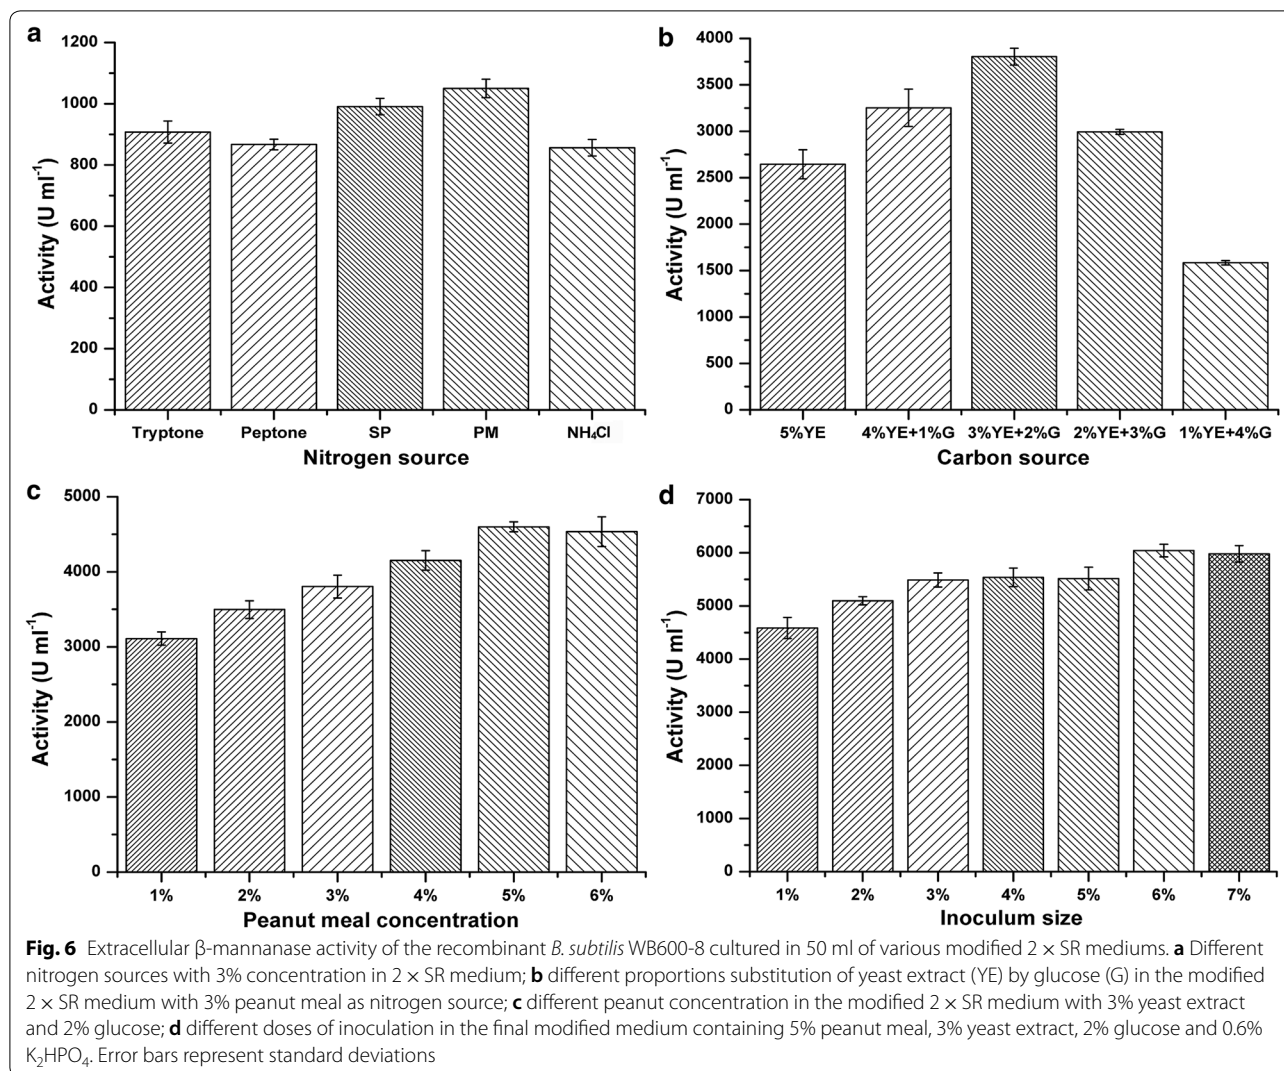 a
1200
1000
800
600
400
200
0
Activity (U ml⁻¹)
Tryptone Peptone SP PM NH₄Cl
Nitrogen source
b
4000
3500
3000
2500
2000
1500
1000
500
0
Activity (U ml⁻¹)
5%YE 4%YE+1%G 3%YE+2%G 2%YE+3%G 1%YE+4%G
Carbon source
c
5000
4000
3000
2000
1000
0
Activity (U ml⁻¹)
1% 2% 3% 4% 5% 6%
Peanut meal concentration
d
7000
6000
5000
4000
3000
2000
1000
0
Activity (U ml⁻¹)
1% 2% 3% 4% 5% 6% 7%
Inoculum size
Fig. 6 Extracellular β-mannanase activity of the recombinant B. subtilis WB600-8 cultured in 50 ml of various modified 2 × SR mediums. a Different
nitrogen sources with 3% concentration in 2 × SR medium; b different proportions substitution of yeast extract (YE) by glucose (G) in the modified
2 × SR medium with 3% peanut meal as nitrogen source; c different peanut concentration in the modified 2 × SR medium with 3% yeast extract
and 2% glucose; d different doses of inoculation in the final modified medium containing 5% peanut meal, 3% yeast extract, 2% glucose and 0.6%
K₂HPO₄. Error bars represent standard deviations